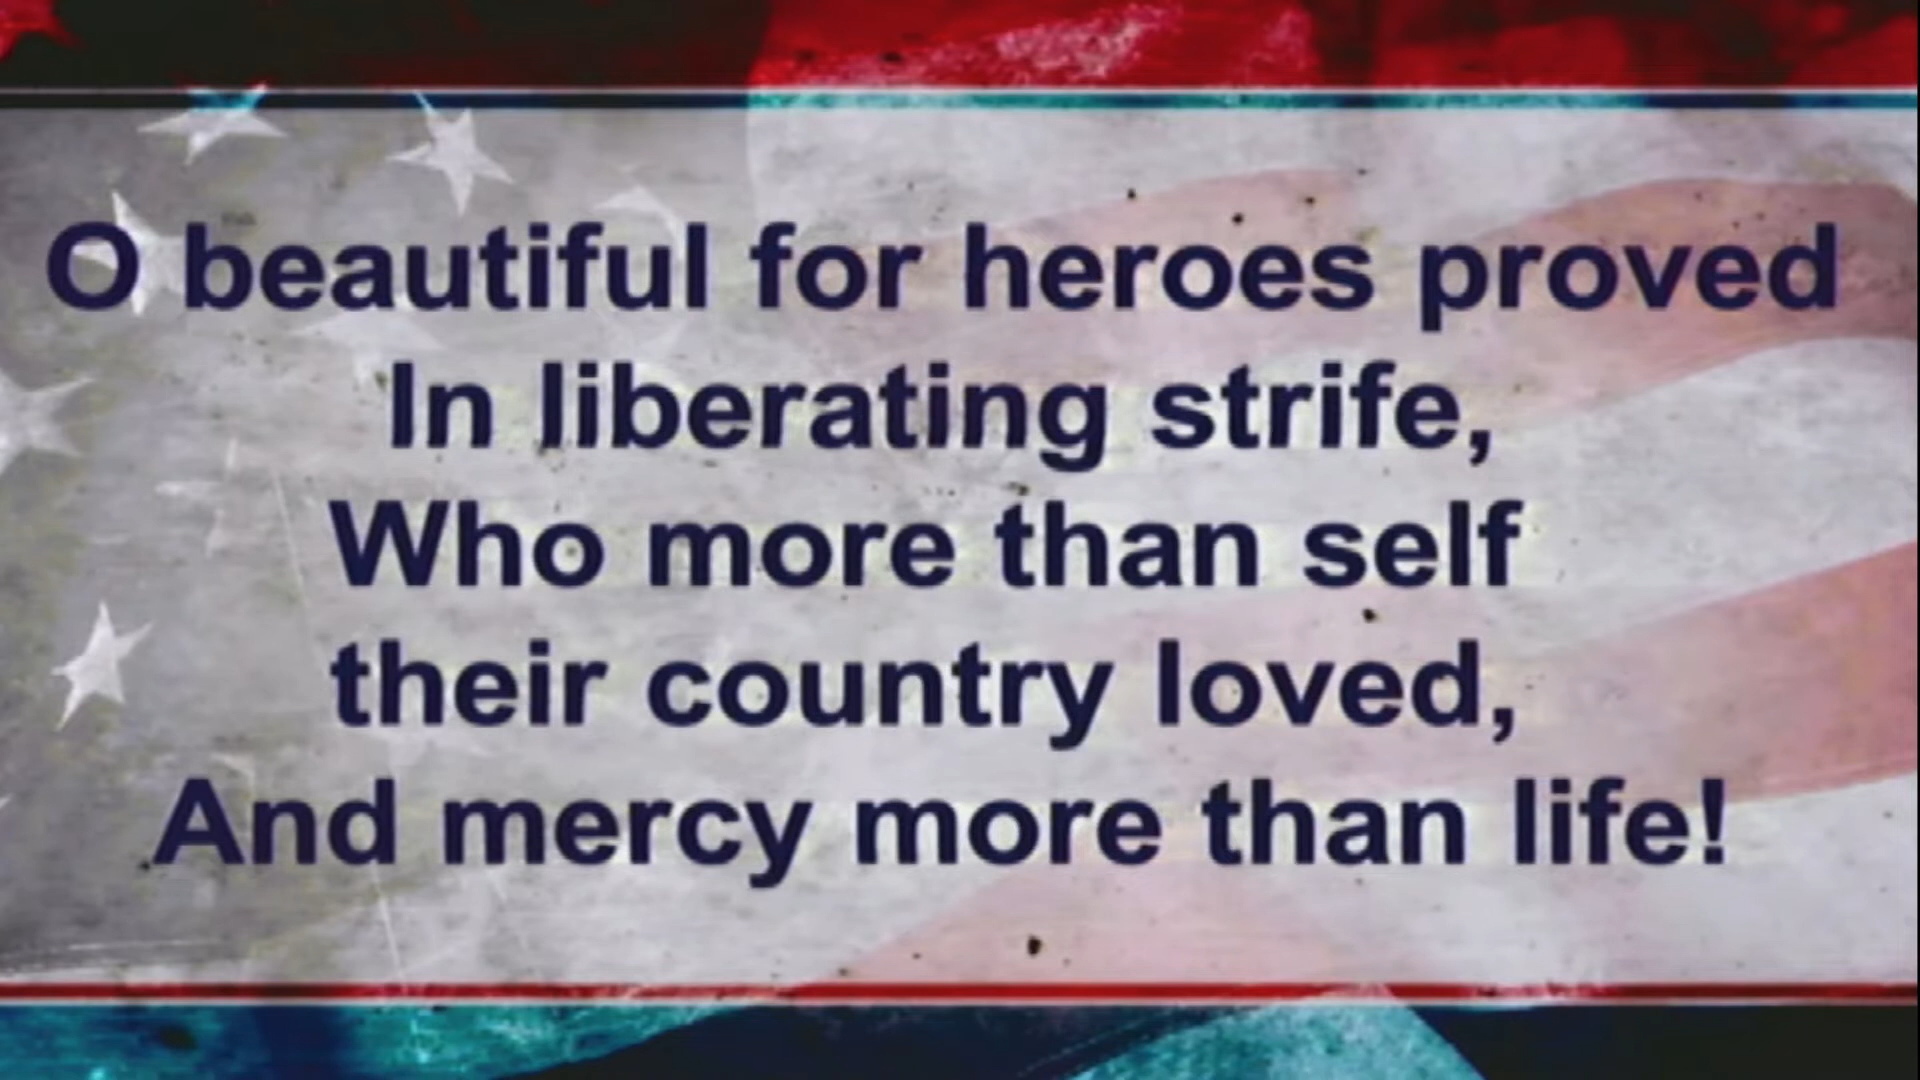 O beautiful for heroes proved
In liberating strife,
Who more than self
their country loved,
And mercy more than life!